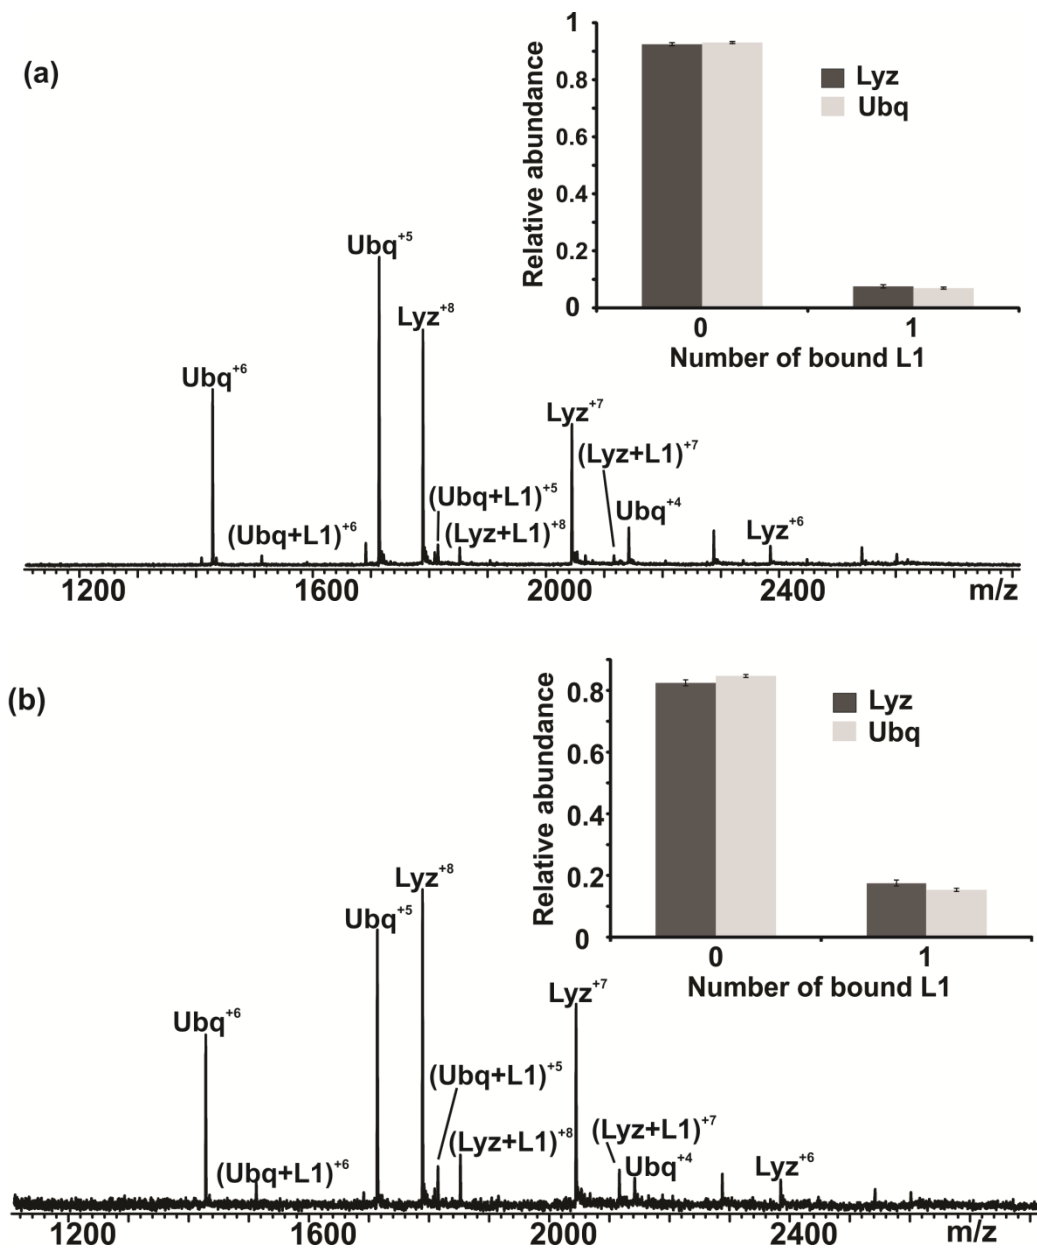 (a)
1
0.8
0.6
0.4
0.2
0
Relative abundance
Lyz
Ubq
0 1
Number of bound L1
Ubq+5
Lyz+8
Ubq+6
Lyz+7
(Lyz+L1)+7
(Ubq+L1)+5
Ubq+4
(Ubq+L1)+6
(Lyz+L1)+8
Lyz+6
1200 1600 2000 2400 m/z
(b)
0.8
0.6
0.4
0.2
0
Relative abundance
Lyz
Ubq
0 1
Number of bound L1
Lyz+8
Ubq+5
Lyz+7
Ubq+6
(Ubq+L1)+5
(Lyz+L1)+8
(Lyz+L1)+7
(Ubq+L1)+6
Ubq+4
Lyz+6
1200 1600 2000 2400 m/z